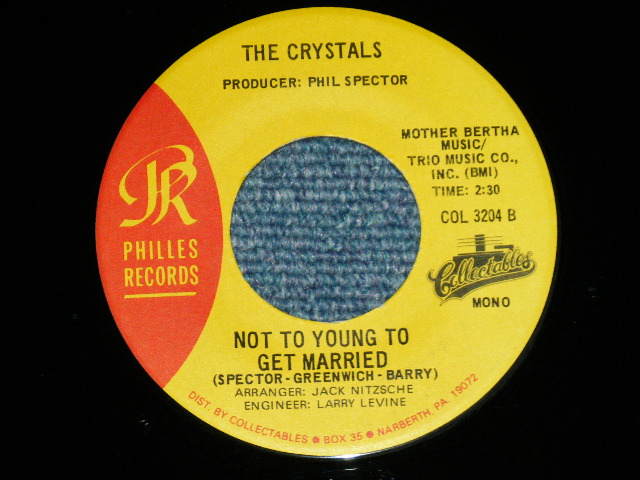 THE CRYSTALS
PRODUCER: PHIL SPECTOR
MOTHER BERTHA
MUSIC/
TRIO MUSIC CO.,
INC. (BMI)
TIME: 2:30
COL 3204 B
Collectables
MONO
PR
PHILLES
RECORDS
NOT TO YOUNG TO
GET MARRIED
(SPECTOR - GREENWICH - BARRY)
ARRANGER: JACK NITZSCHE
ENGINEER: LARRY LEVINE
DIST. BY COLLECTABLES ● BOX 35 ● NARBERTH, PA. 19072